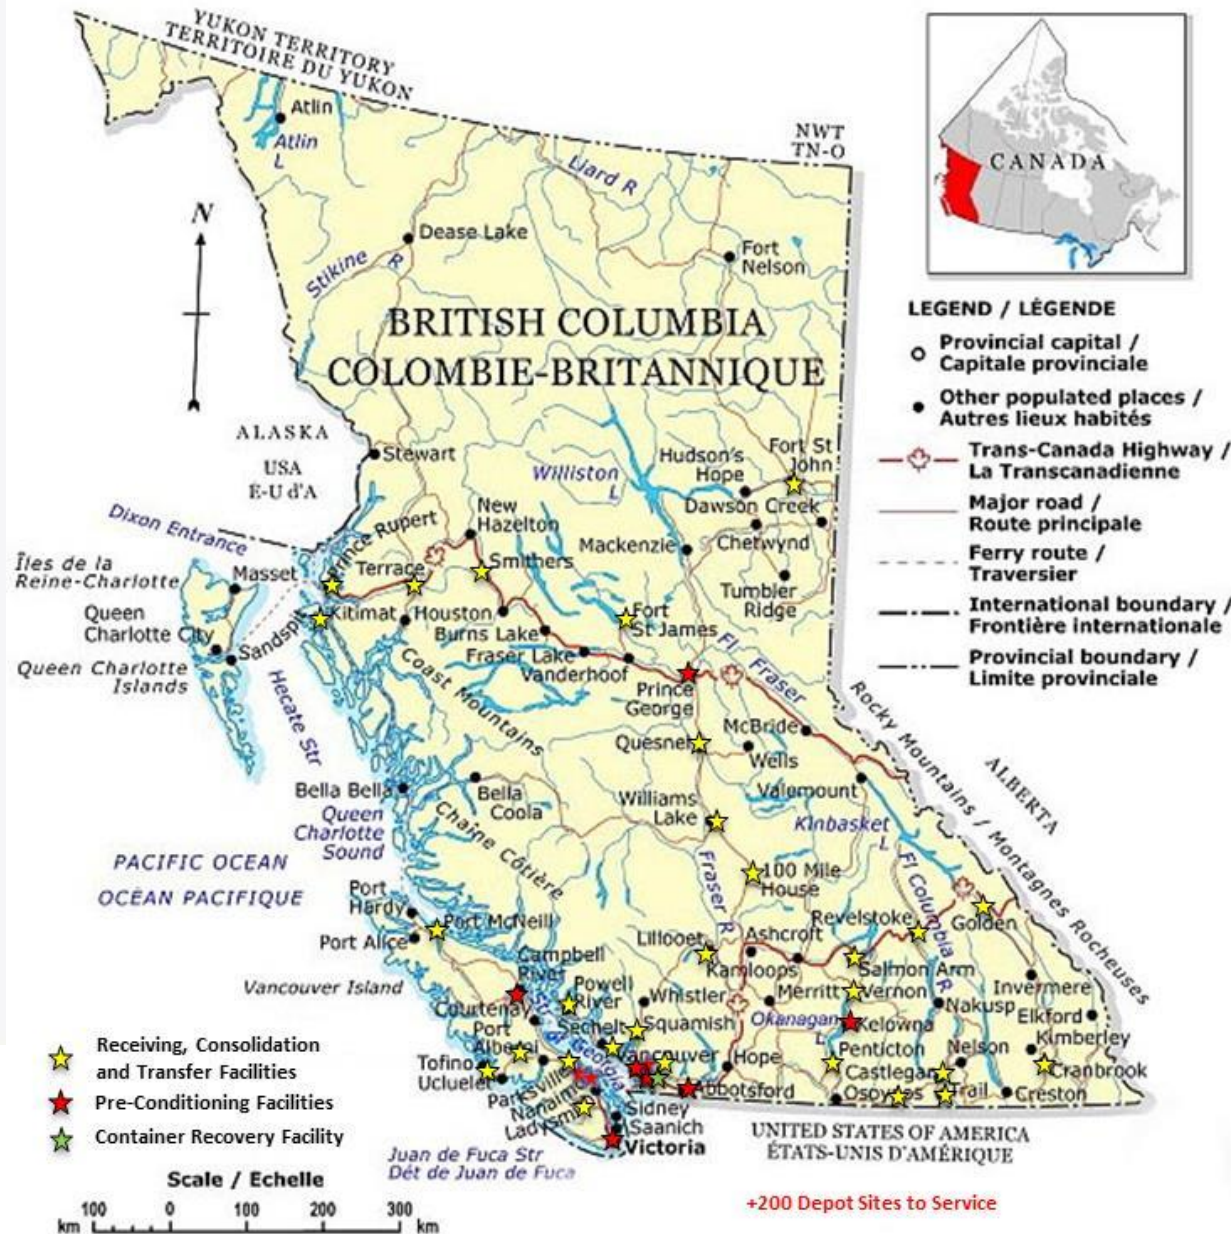 YUKON TERRITORY
TERRITOIRE DU YUKON
NWT
TN-O
CANADA
Atlin
Atlin
L
Liard R
N
Dease Lake
Stikine
R
Fort
Nelson
BRITISH COLUMBIA
COLOMBIE-BRITANNIQUE
LEGEND / LÉGENDE
Provincial capital /
Capitale provinciale
Other populated places /
Autres lieux habités
Trans-Canada Highway /
La Transcanadienne
Major road /
Route principale
Ferry route /
Traversier
International boundary /
Frontière internationale
Provincial boundary /
Limite provinciale
ALASKA
USA
É-U d'A
Stewart
Williston
L
Hudson's
Hope
Fort St
John
Dawson Creek
Chetwynd
Mackenzie
Tumbler
Ridge
Dixon Entrance
Îles de la
Reine-Charlotte
Masset
Queen
Charlotte City
Queen Charlotte
Islands
Sandspit
Prince Rupert
Terrace
New
Hazelton
Smithers
Kitimat
Houston
Burns Lake
Fraser Lake
Vanderhoof
Fort
St James
Prince
George
Fl Fraser
Hecate Str
Coast Mountains
Chaîne Côtière
McBride
Quesnel
Wells
Valemount
Rocky Mountains / Montagnes Rocheuses
ALBERTA
Bella Bella
Bella
Coola
Queen
Charlotte
Sound
Williams
Lake
Kinbasket
L
100 Mile
House
Fraser R
Fl Columbia
R
PACIFIC OCEAN
OCÉAN PACIFIQUE
Port
Hardy
Port McNeill
Port Alice
Vancouver Island
Campbell
River
Courtenay
Str of Georgia
Powell
River
Lillooet
Ashcroft
Kamloops
Revelstoke
Golden
Salmon Arm
Whistler
Merritt
Vernon
Nakusp
Invermere
Elkford
Kimberley
Sechelt
Squamish
Okanagan
L
Kelowna
Port
Alberni
Tofino
Ucluelet
Parksville
Nanaimo
Ladysmith
Vancouver
Hope
Abbotsford
Penticton
Osoyoos
Castlegar
Nelson
Trail
Creston
Cranbrook
Sidney
Saanich
Victoria
Juan de Fuca Str
Dét de Juan de Fuca
UNITED STATES OF AMERICA
ÉTATS-UNIS D'AMÉRIQUE
Receiving, Consolidation
and Transfer Facilities
Pre-Conditioning Facilities
Container Recovery Facility
Scale / Echelle
100 0 100 200 300
km km
+200 Depot Sites to Service